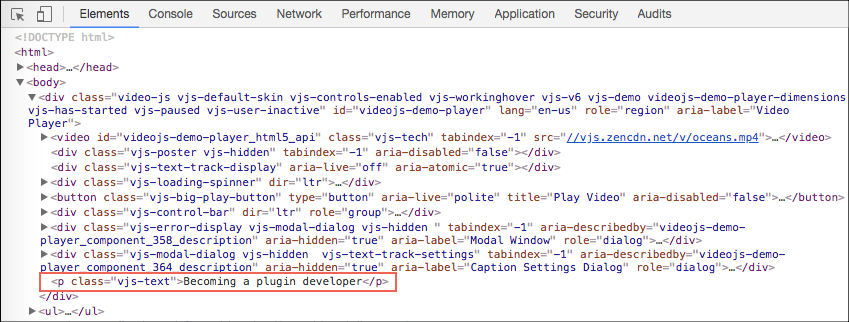 Elements Console Sources Network Performance Memory Application Security Audits
<!DOCTYPE html>
<html>
<head>…</head>
<body>
<div class="video-js vjs-default-skin vjs-controls-enabled vjs-workinghover vjs-v6 vjs-demo videojs-demo-player-dimensions
vjs-has-started vjs-paused vjs-user-inactive" id="videojs-demo-player" lang="en-us" role="region" aria-label="Video
Player">
<video id="videojs-demo-player_html5_api" class="vjs-tech" tabindex="-1" src="//vjs.zencdn.net/v/oceans.mp4">…</video>
<div class="vjs-poster vjs-hidden" tabindex="-1" aria-disabled="false"></div>
<div class="vjs-text-track-display" aria-live="off" aria-atomic="true"></div>
<div class="vjs-loading-spinner" dir="ltr">…</div>
<button class="vjs-big-play-button" type="button" aria-live="polite" title="Play Video" aria-disabled="false">…</button>
<div class="vjs-control-bar" dir="ltr" role="group">…</div>
<div class="vjs-error-display vjs-modal-dialog vjs-hidden " tabindex="-1" aria-describedby="videojs-demo-
player_component_358_description" aria-hidden="true" aria-label="Modal Window" role="dialog">…</div>
<div class="vjs-modal-dialog vjs-hidden  vjs-text-track-settings" tabindex="-1" aria-describedby="videojs-demo-
player_component_364_description" aria-hidden="true" aria-label="Caption Settings Dialog" role="dialog">…</div>
<p class="vjs-text">Becoming a plugin developer</p>
</div>
<ul>…</ul>